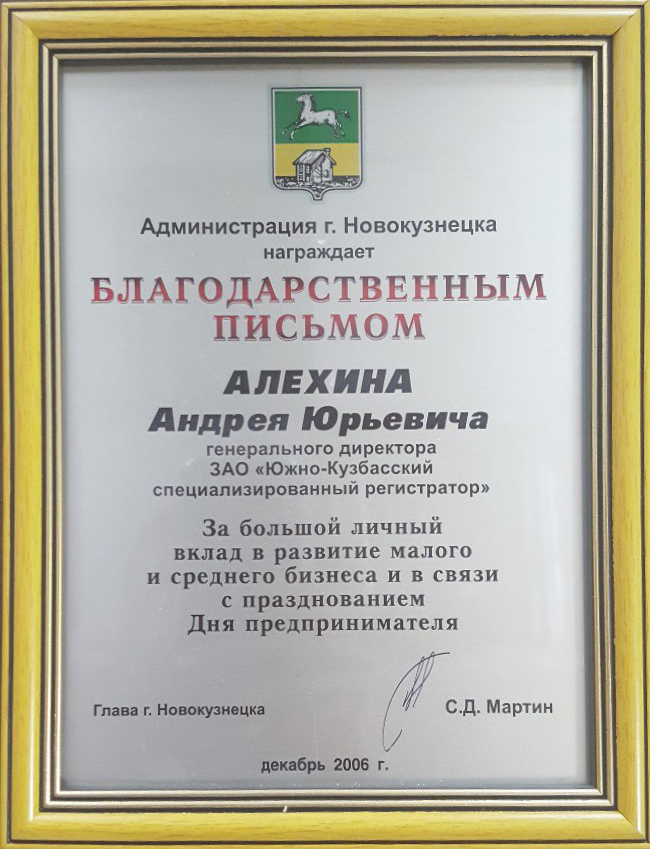 Администрация г. Новокузнецка
награждает
БЛАГОДАРСТВЕННЫМ
ПИСЬМОМ
АЛЕХИНА
Андрея Юрьевича
генерального директора
ЗАО «Южно-Кузбасский
специализированный регистратор»
За большой личный
вклад в развитие малого
и среднего бизнеса и в связи
с празднованием
Дня предпринимателя
Глава г. Новокузнецка
С.Д. Мартин
декабрь 2006 г.